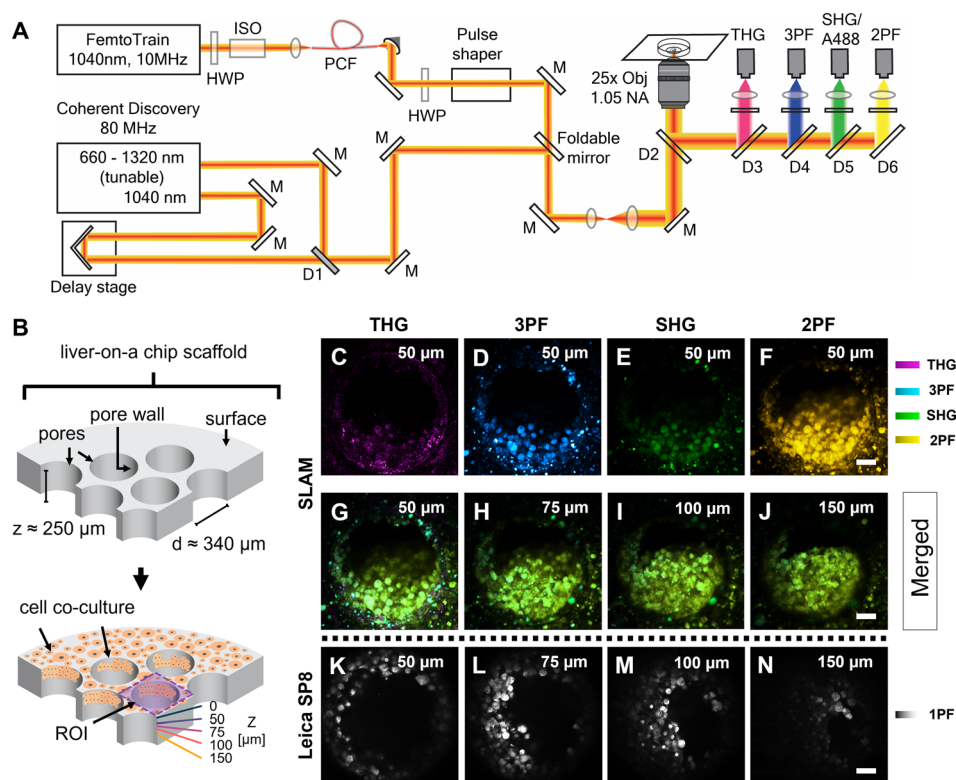 A
FemtoTrain
1040nm, 10MHz
HWP
ISO
PCF
HWP
Pulse
shaper
M
Coherent Discovery
80 MHz
660 - 1320 nm
(tunable)
1040 nm
M
M
M
M
M
Delay stage
D1
Foldable
mirror
M
M
25x Obj
1.05 NA
D2
THG
3PF
SHG/
A488
2PF
D3
D4
D5
D6
B
liver-on-a chip scaffold
pore wall
surface
pores
z ≈ 250 µm
d ≈ 340 µm
cell co-culture
ROI
0
50
75
100
150
Z
[µm]
THG
3PF
SHG
2PF
SLAM
C
50 µm
D
50 µm
E
50 µm
F
50 µm
THG
3PF
SHG
2PF
G
50 µm
H
75 µm
I
100 µm
J
150 µm
Merged
Leica SP8
K
50 µm
L
75 µm
M
100 µm
N
150 µm
1PF